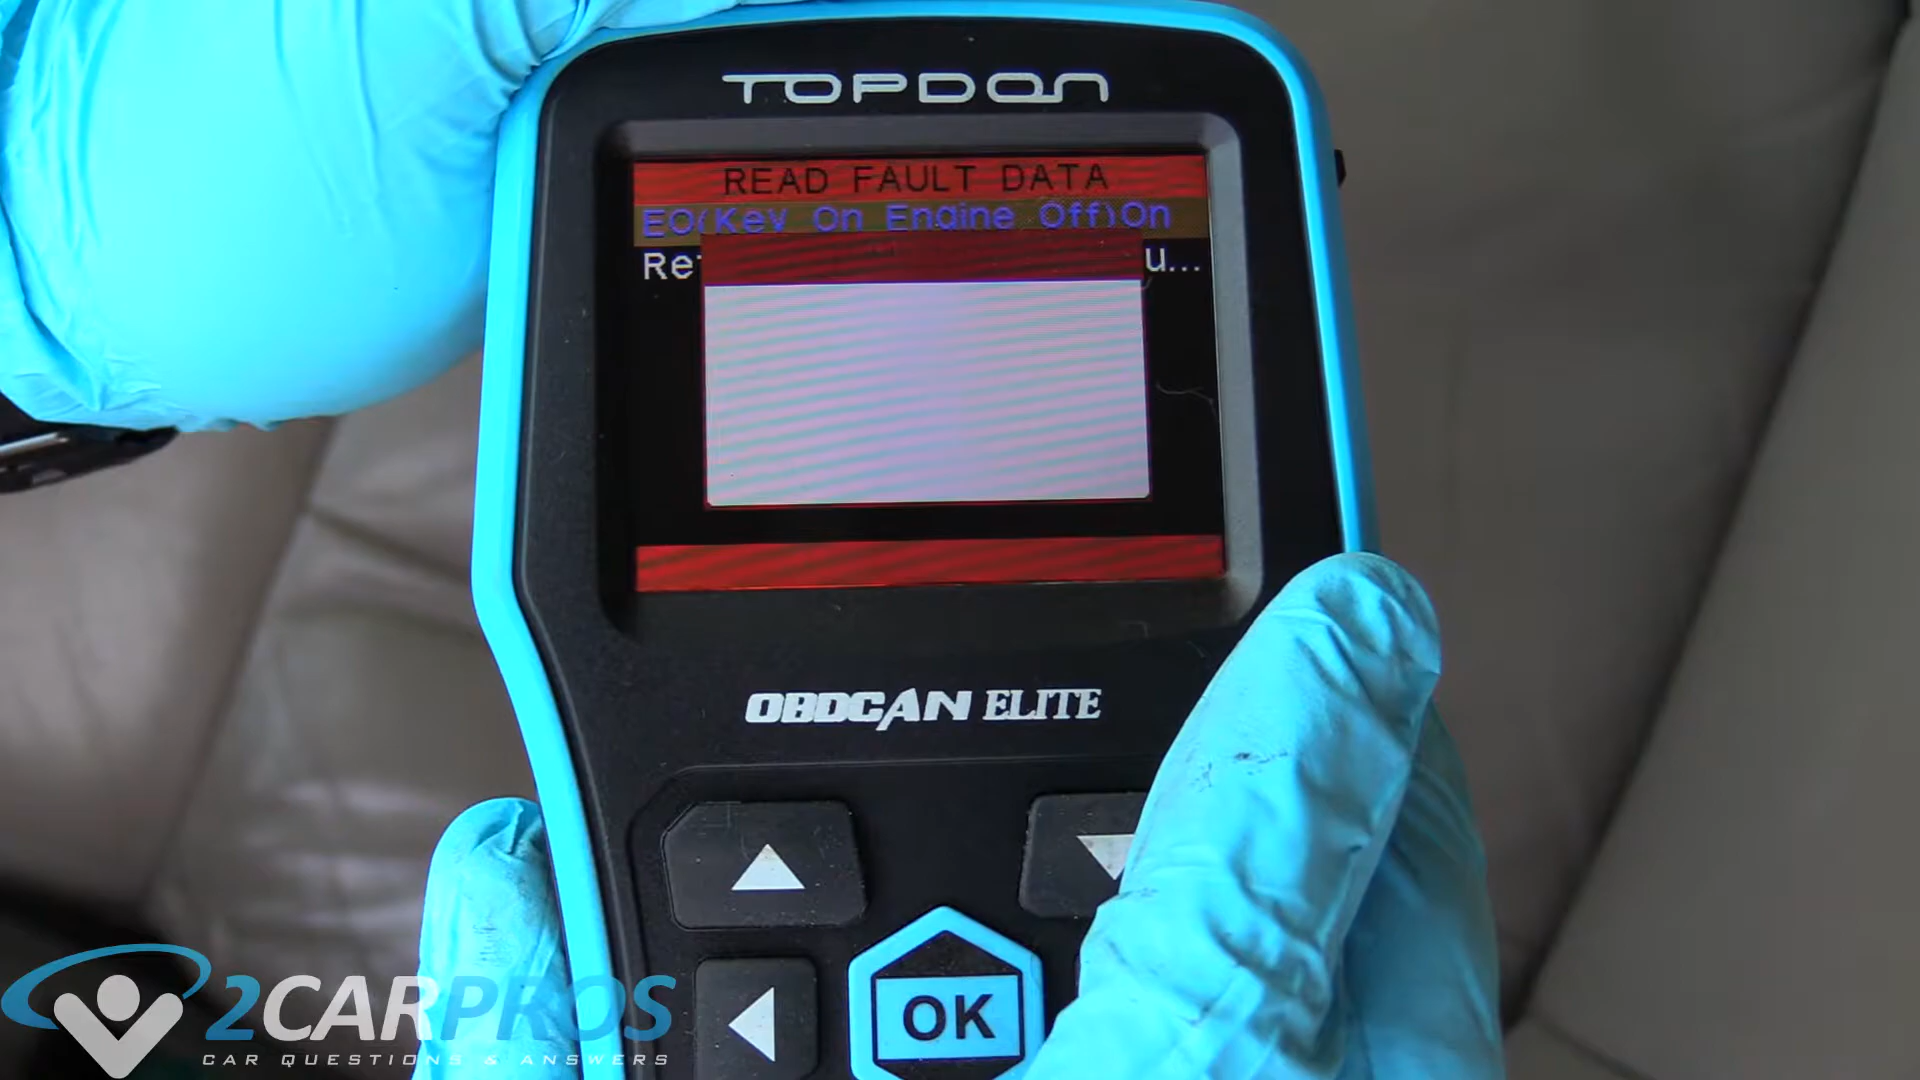 TOPDON
READ FAULT DATA
EO(Key On Engine Off)On
Re u...
OBDCAN ELITE
OK
2CARPROS
CAR QUESTIONS & ANSWERS